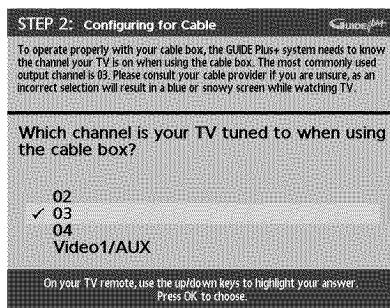 STEP 2: Configuring for Cable
GUIDE Plus+
To operate properly with your cable box, the GUIDE Plus+ system needs to know
the channel your TV is on when using the cable box. The most commonly used
output channel is 03. Please consult your cable provider if you are unsure, as an
incorrect selection will result in a blue or snowy screen while watching TV.
Which channel is your TV tuned to when using
the cable box?
02
✓ 03
04
Video1/AUX
On your TV remote, use the up/down keys to highlight your answer.
Press OK to choose.